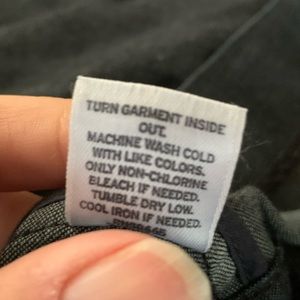 TURN GARMENT INSIDE
OUT.
MACHINE WASH COLD
WITH LIKE COLORS.
ONLY NON-CHLORINE
BLEACH IF NEEDED.
TUMBLE DRY LOW.
COOL IRON IF NEEDED.